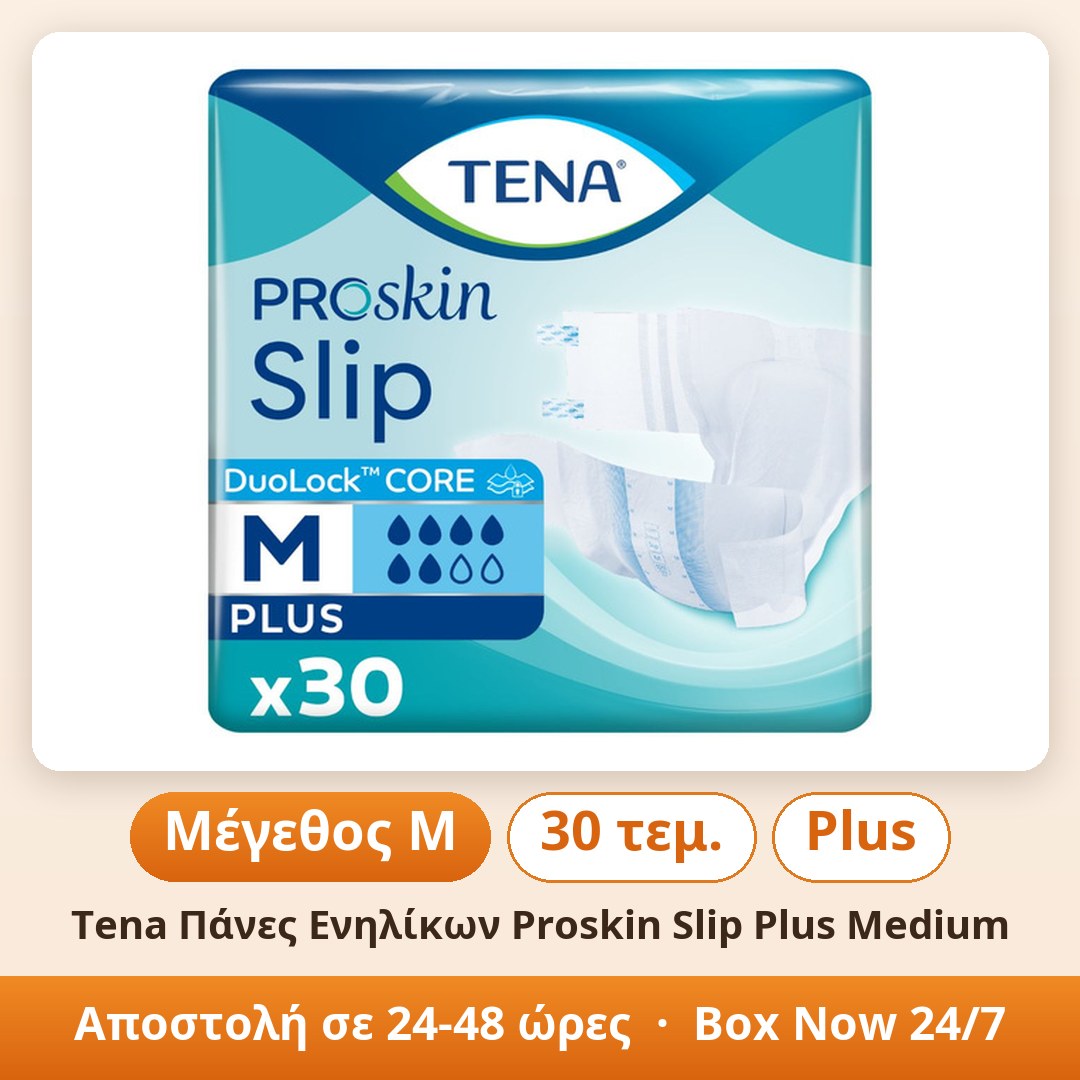 TENA®
PROskin
Slip
DuoLock™ CORE
M
PLUS
x30
Μέγεθος M
30 τεμ.
Plus
Tena Πάνες Ενηλίκων Proskin Slip Plus Medium
Αποστολή σε 24-48 ώρες · Box Now 24/7